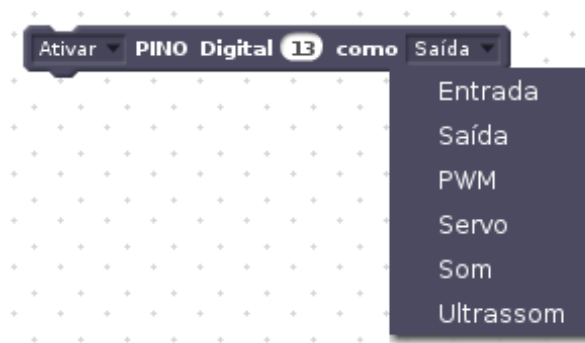 Ativar PINO Digital 13 como Saída
Entrada
Saída
PWM
Servo
Som
Ultrassom